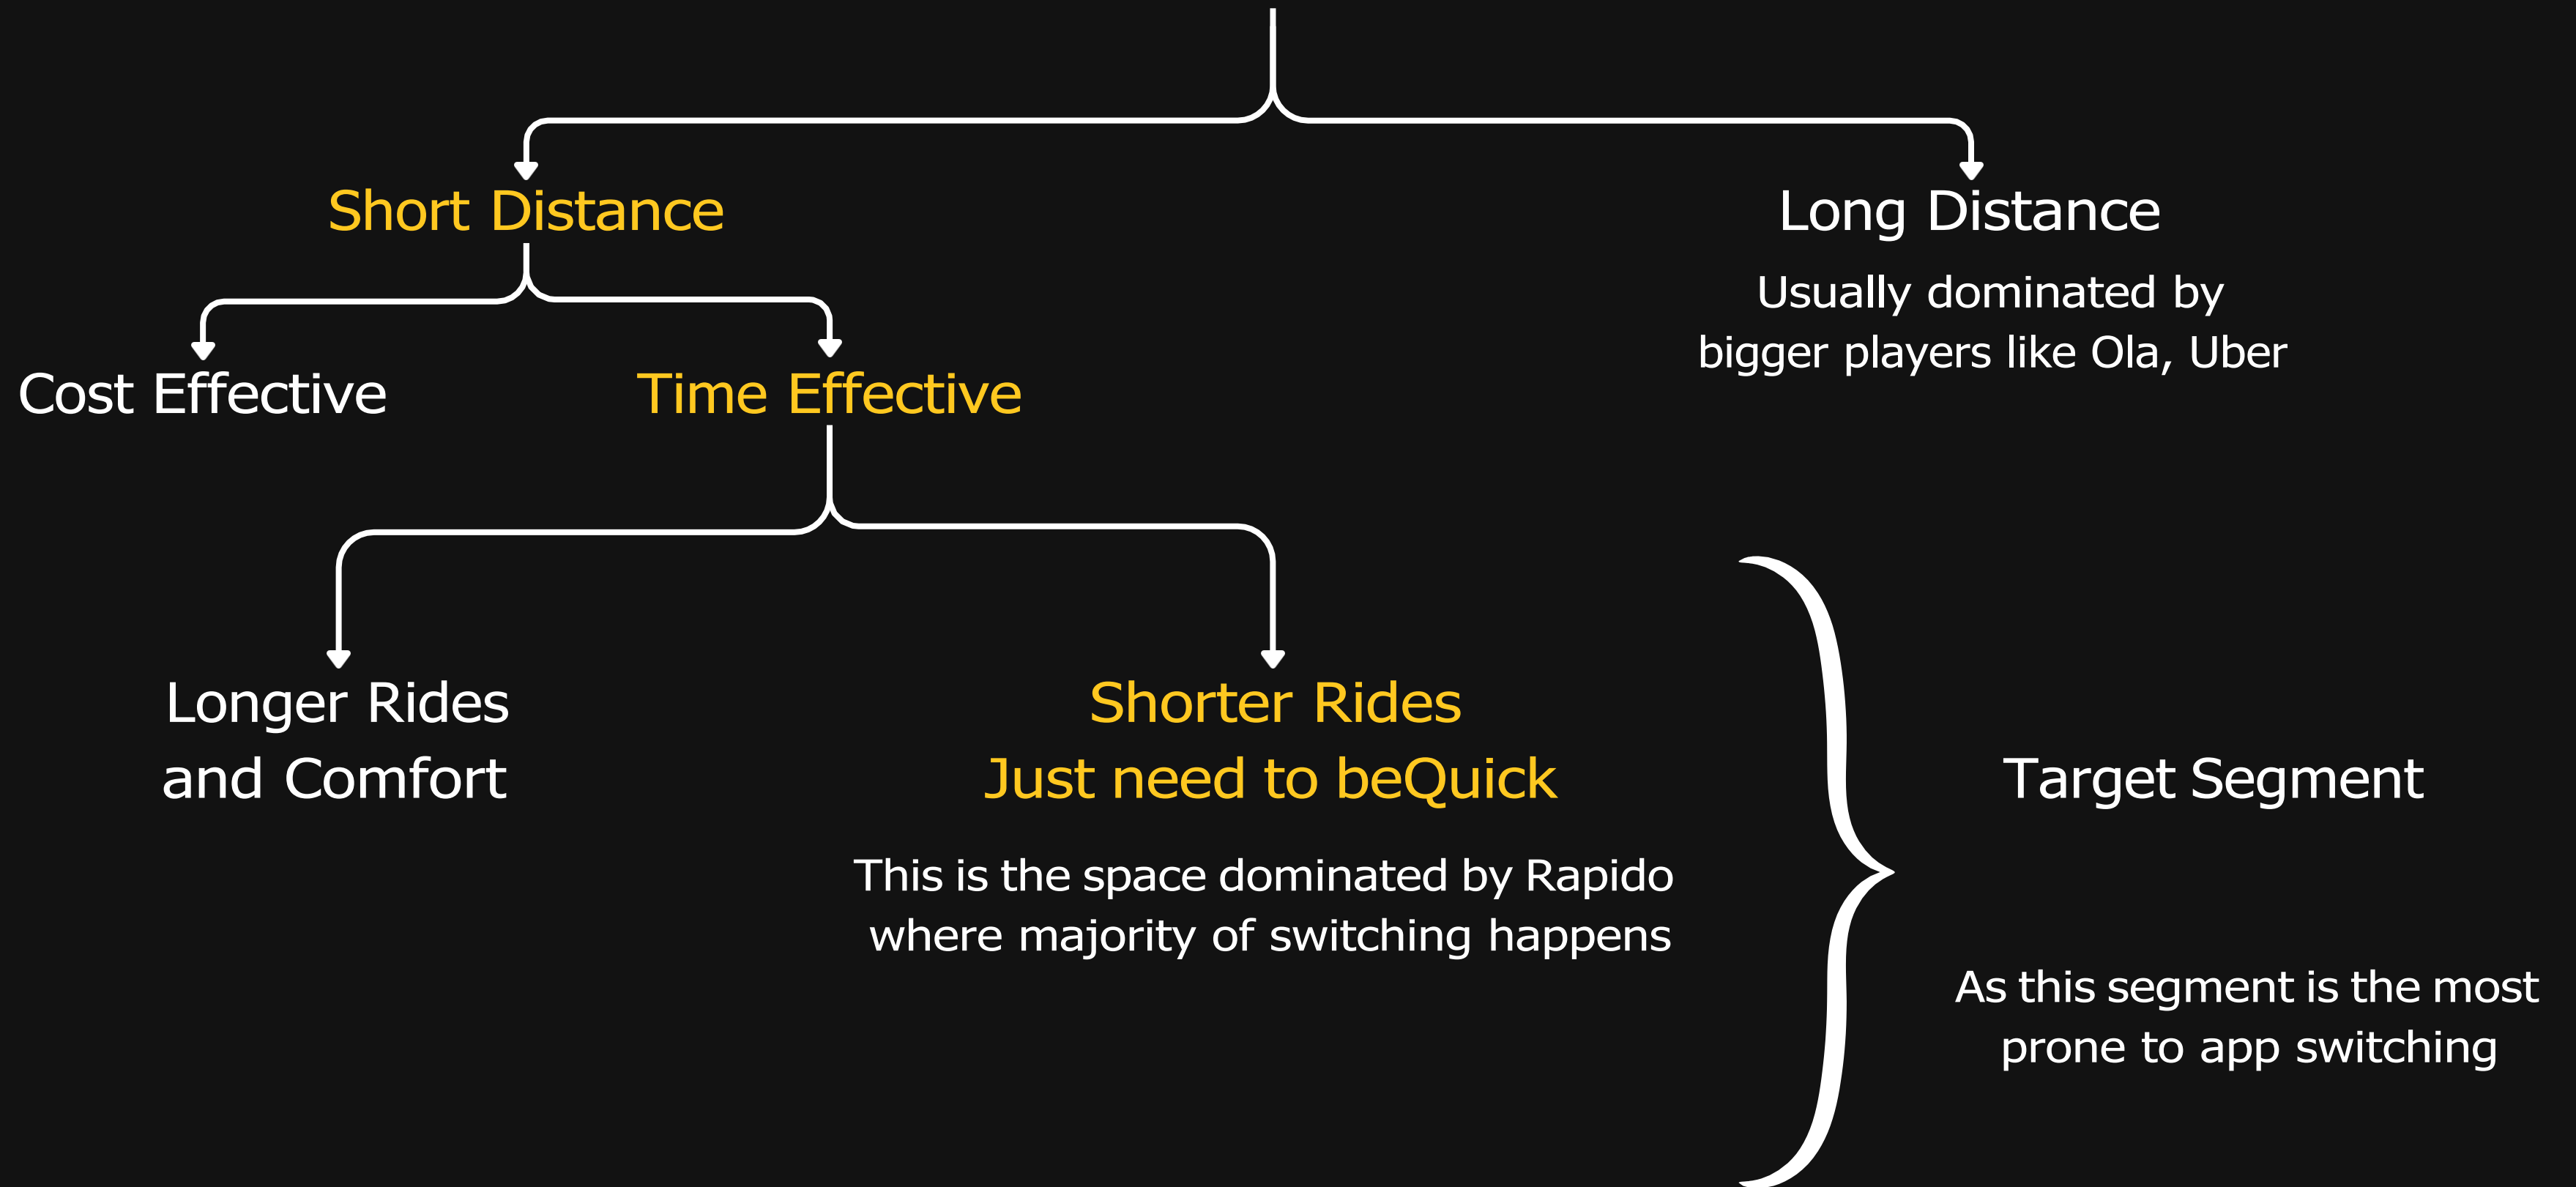 Short Distance
Long Distance
Usually dominated by
bigger players like Ola, Uber
Cost Effective
Time Effective
Longer Rides
and Comfort
Shorter Rides
Just need to beQuick
This is the space dominated by Rapido
where majority of switching happens
Target Segment
As this segment is the most
prone to app switching